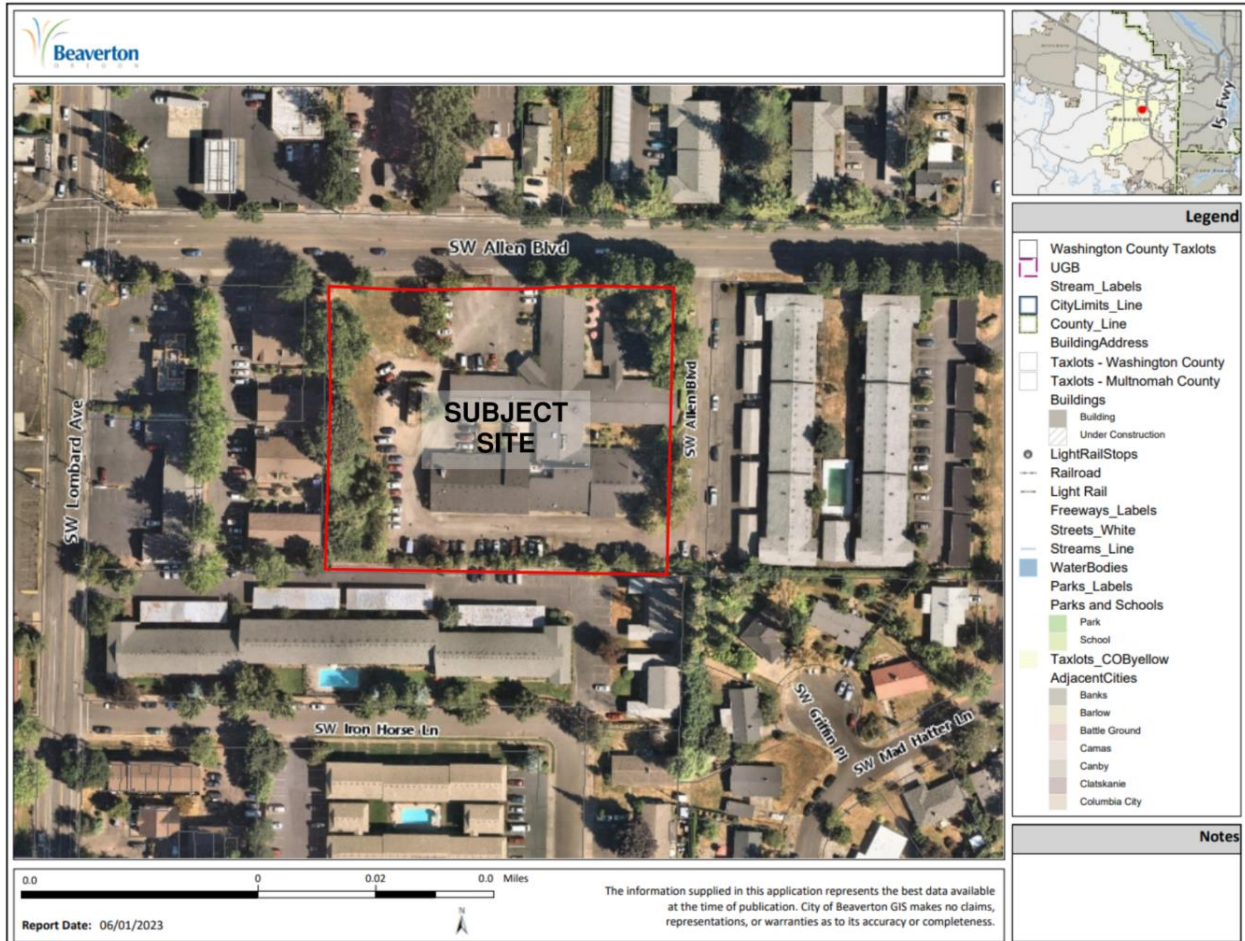 Beaverton
OREGON
I5 Fwy
Legend
Washington County Taxlots
UGB
Stream_Labels
CityLimits_Line
County_Line
BuildingAddress
Taxlots - Washington County
Taxlots - Multnomah County
Buildings
Building
Under Construction
LightRailStops
Railroad
Light Rail
Freeways_Labels
Streets_White
Streams_Line
WaterBodies
Parks_Labels
Parks and Schools
Park
School
Taxlots_COByellow
AdjacentCities
Banks
Barlow
Battle Ground
Camas
Canby
Clatskanie
Columbia City
Notes
SW Allen Blvd
SW Lombard Ave
SUBJECT
SITE
SW Allen Blvd
SW Iron Horse Ln
SW Griffin Pl
SW Mad Hatter Ln
0.0 0 0.02 0.0 Miles
Report Date: 06/01/2023
N
The information supplied in this application represents the best data available
at the time of publication. City of Beaverton GIS makes no claims,
representations, or warranties as to its accuracy or completeness.